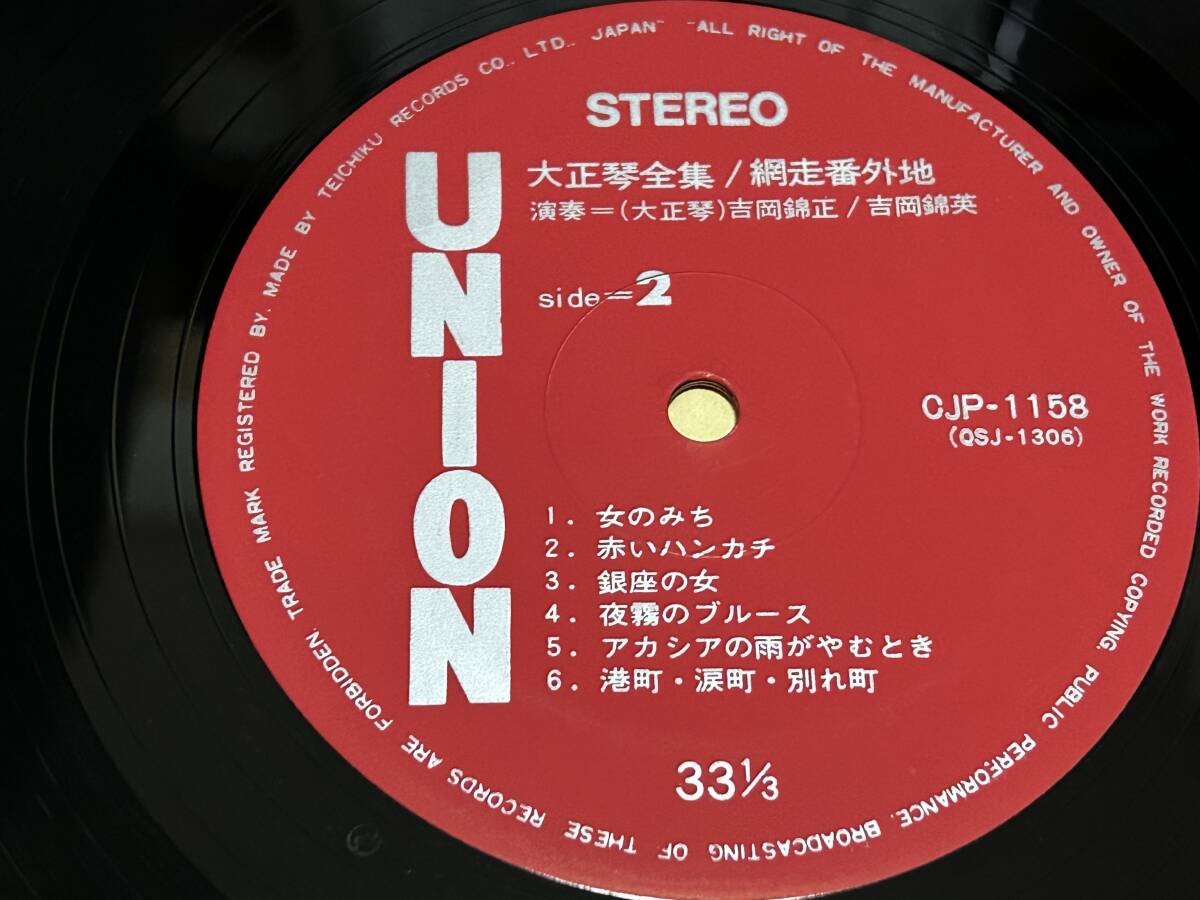 STEREO
UNION
大正琴全集/網走番外地
演奏=(大正琴)吉岡錦正/吉岡錦英
side=2
CJP-1158
(QSJ-1306)
1. 女のみち
2. 赤いハンカチ
3. 銀座の女
4. 夜霧のブルース
5. アカシアの雨がやむとき
6. 港町・涙町・別れ町
33⅓
TRADE MARK REGISTERED BY. MADE BY TEICHIKU RECORDS CO., LTD., JAPAN" "ALL RIGHT OF THE MANUFACTURER AND OWNER OF THE WORK RECORDED COPYING, PUBLIC PERFORMANCE. BROADCASTING OF THESE RECORDS ARE FORBIDDEN.